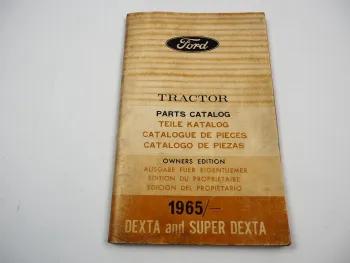 Ford
TRACTOR
PARTS CATALOG
TEILE KATALOG
CATALOGUE DE PIECES
CATALOGO DE PIEZAS
OWNERS EDITION
AUSGABE FUER EIGENTUEMER
EDITION DU PROPRIETAIRE
EDICION DEL PROPIETARIO
1965/-
DEXTA and SUPER DEXTA